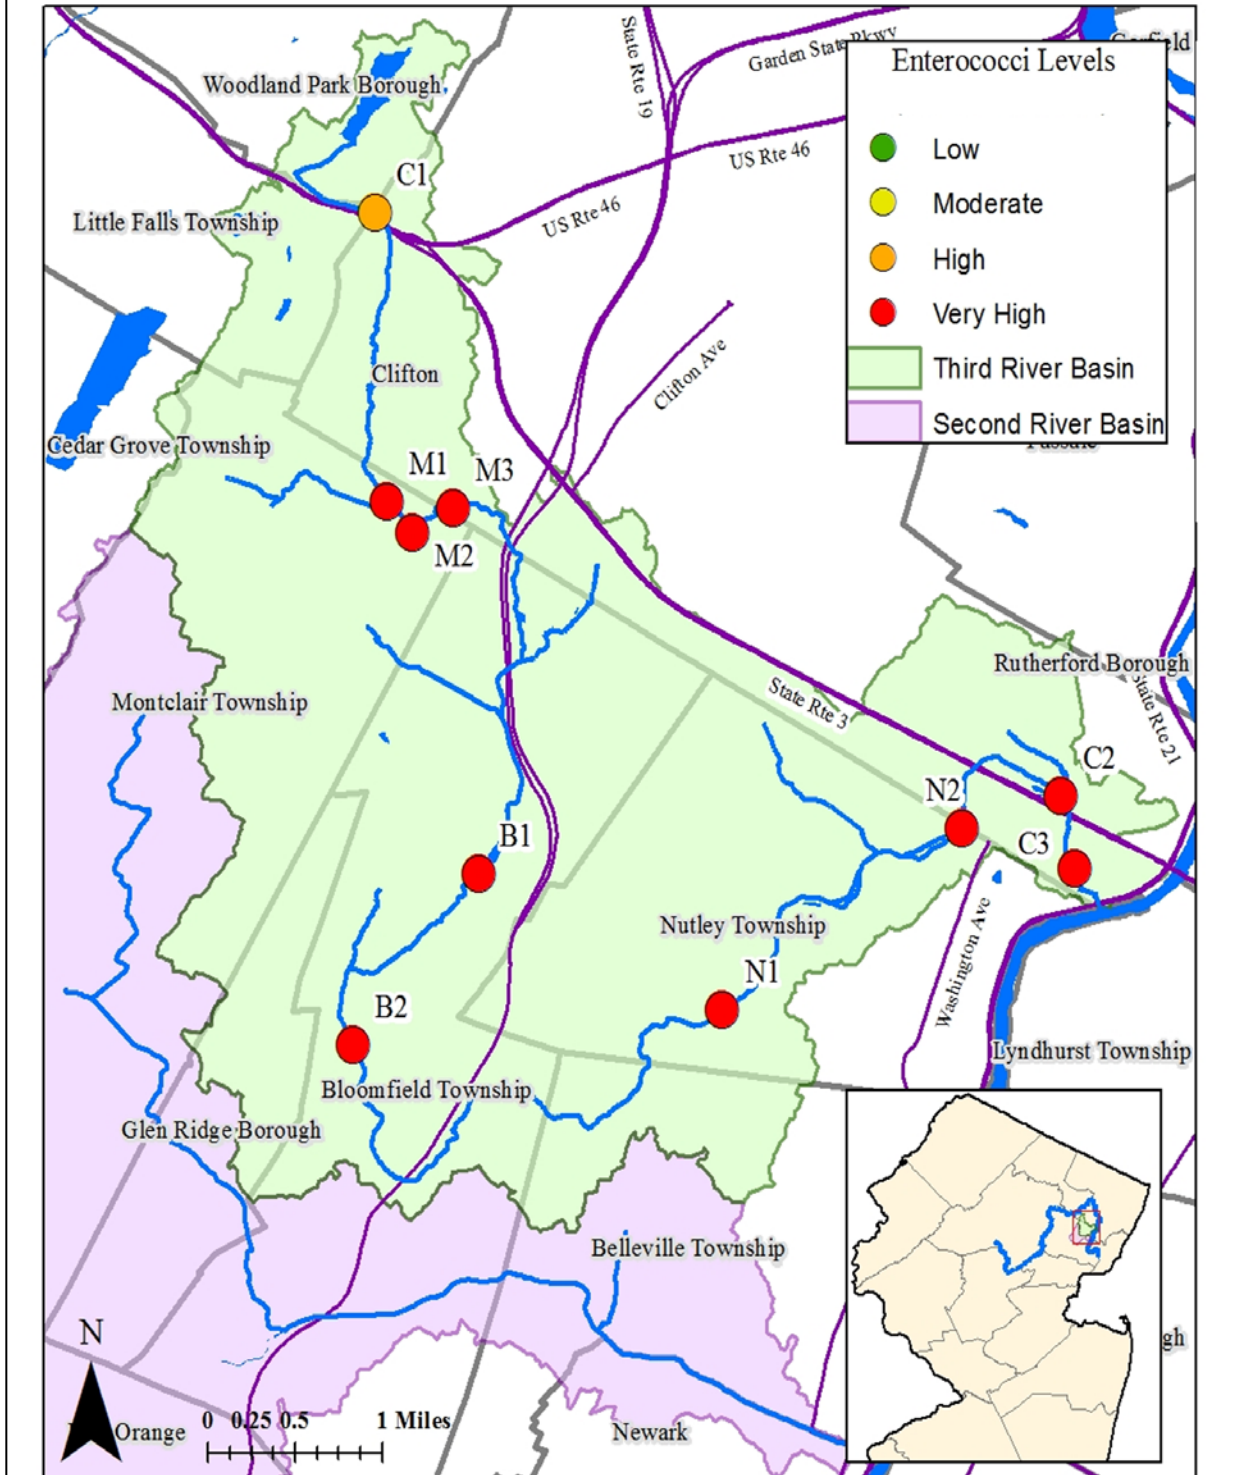 State Rte 19
Garden State Pkwy
Garfield
Enterococci Levels
Woodland Park Borough
Low
US Rte 46
C1
Moderate
US Rte 46
Little Falls Township
High
Very High
Clifton Ave
Clifton
Third River Basin
Second River Basin
Cedar Grove Township
Passaic
M1
M3
M2
Rutherford Borough
State Rte 3
State Rte 21
Montclair Township
C2
N2
B1
C3
Nutley Township
Washington Ave
N1
B2
Lyndhurst Township
Bloomfield Township
Glen Ridge Borough
Belleville Township
N
gh
0 0.25 0.5 1 Miles
Orange
Newark